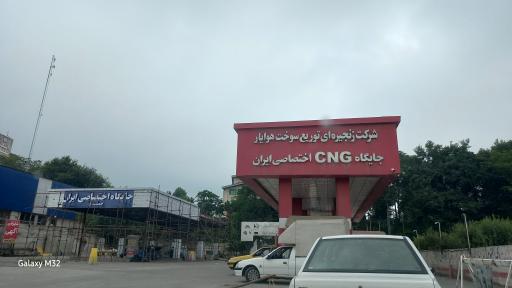 شرکت زنجیره‌ای توزیع سوخت هوایار
جایگاه CNG اختصاصی ایران
جایگاه اختصاصی ایران
Galaxy M32